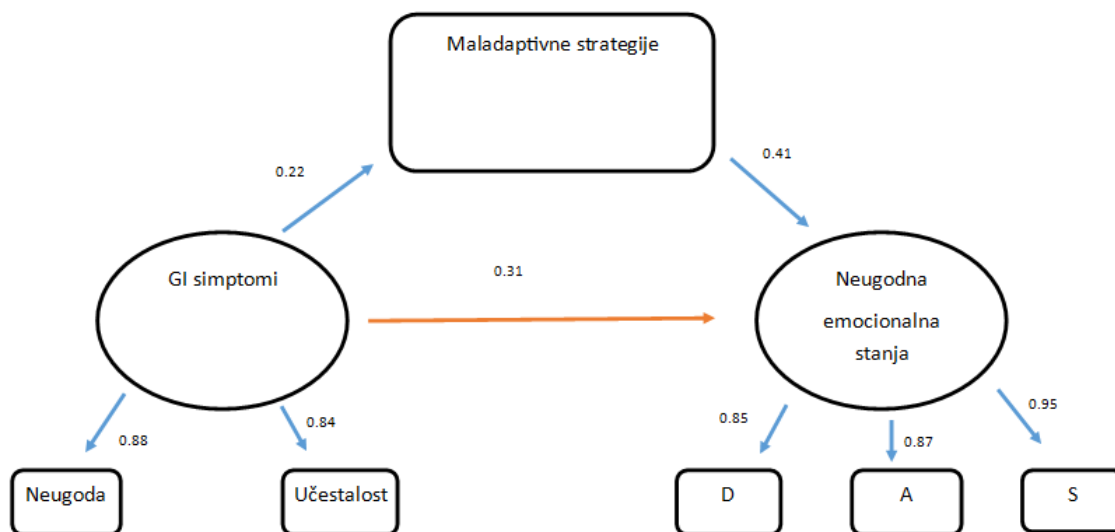 Maladaptivne strategije
0.22
0.41
GI simptomi
0.31
Neugodna
emocionalna
stanja
0.88
0.84
0.85
0.87
0.95
Neugoda
Učestalost
D
A
S